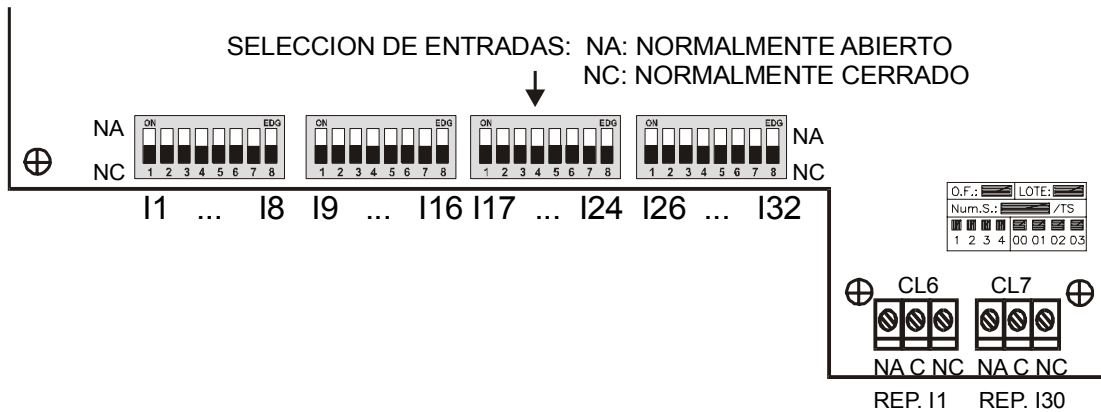 SELECCION DE ENTRADAS: NA: NORMALMENTE ABIERTO
NC: NORMALMENTE CERRADO
NA ON EDG ON EDG ON EDG ON EDG NA
NC 1 2 3 4 5 6 7 8 1 2 3 4 5 6 7 8 1 2 3 4 5 6 7 8 1 2 3 4 5 6 7 8 NC
I1 ... I8 I9 ... I16 I17 ... I24 I26 ... I32
O.F.: LOTE:
Num.S.: /TS
1 2 3 4 00 01 02 03
CL6 CL7
NA C NC NA C NC
REP. I1 REP. I30